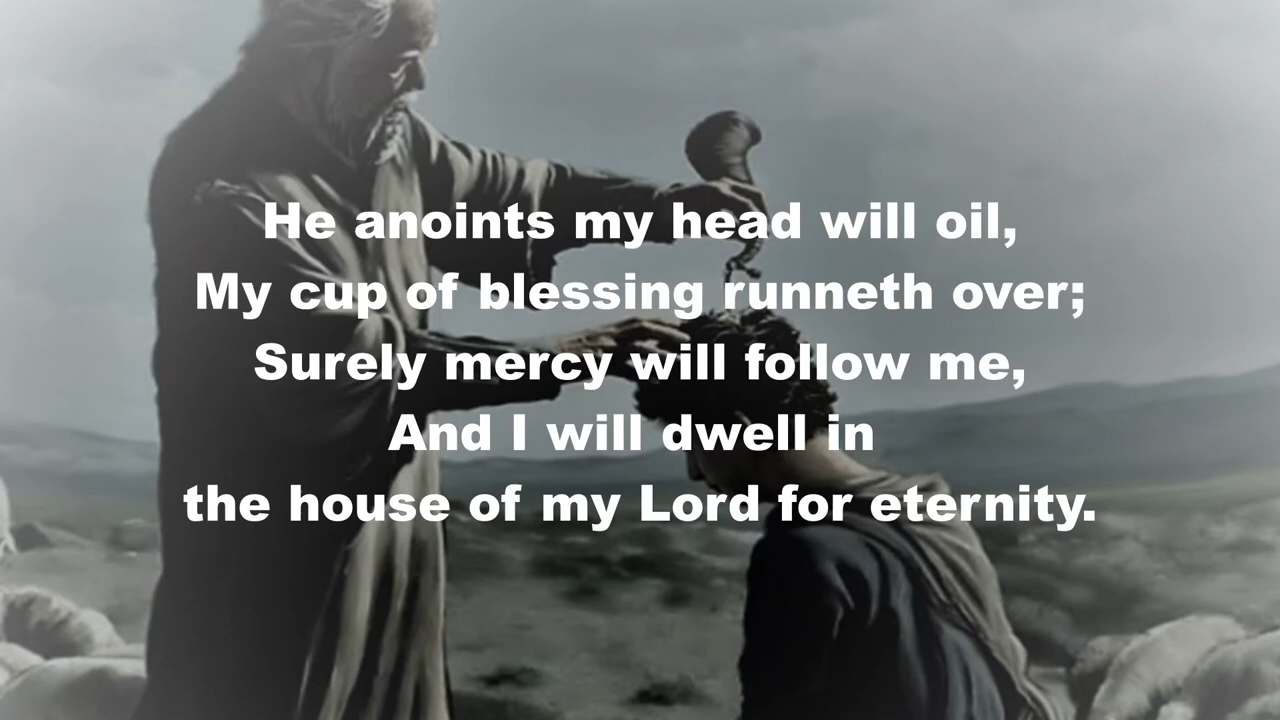 He anoints my head will oil,
My cup of blessing runneth over;
Surely mercy will follow me,
And I will dwell in
the house of my Lord for eternity.